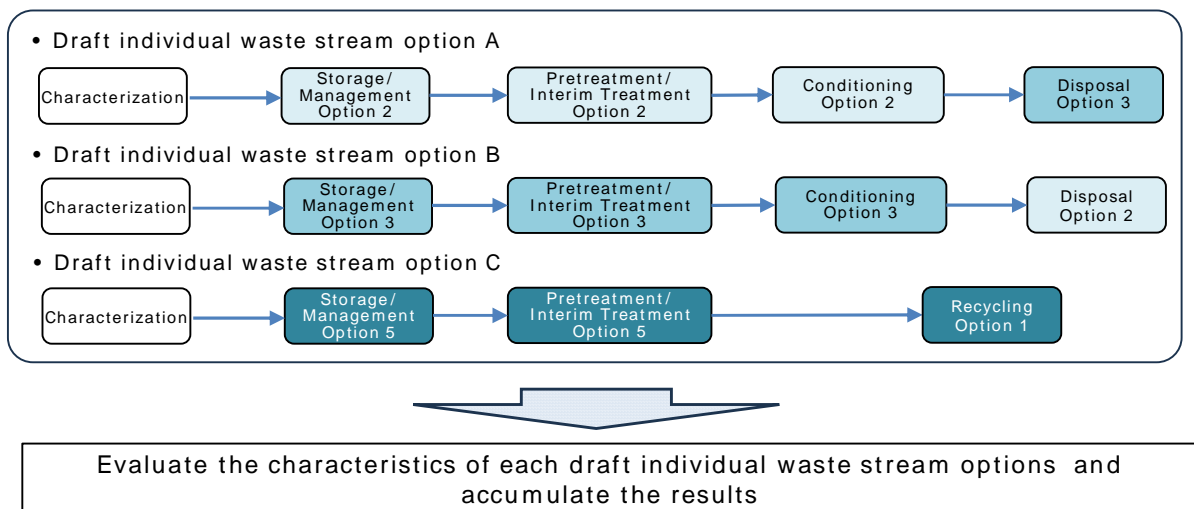 • Draft individual waste stream option A
Characterization
Storage/
Management
Option 2
Pretreatment/
Interim Treatment
Option 2
Conditioning
Option 2
Disposal
Option 3
• Draft individual waste stream option B
Characterization
Storage/
Management
Option 3
Pretreatment/
Interim Treatment
Option 3
Conditioning
Option 3
Disposal
Option 2
• Draft individual waste stream option C
Characterization
Storage/
Management
Option 5
Pretreatment/
Interim Treatment
Option 5
Recycling
Option 1
Evaluate the characteristics of each draft individual waste stream options and
accumulate the results